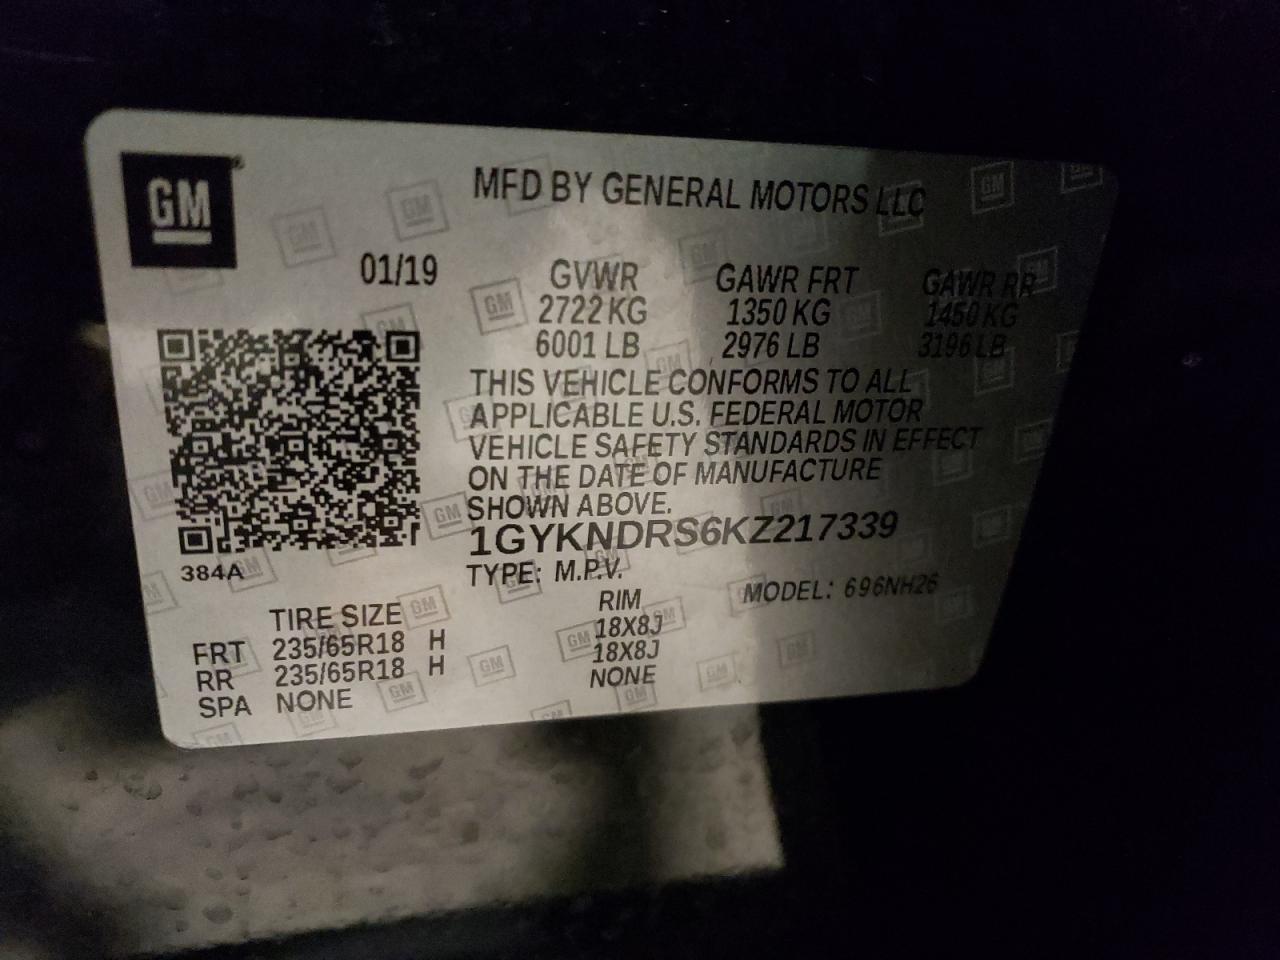 GM
MFD BY GENERAL MOTORS LLC
01/19
GVWR GAWR FRT GAWR RR
2722 KG 1350 KG 1450 KG
6001 LB 2976 LB 3196 LB
THIS VEHICLE CONFORMS TO ALL
APPLICABLE U.S. FEDERAL MOTOR
VEHICLE SAFETY STANDARDS IN EFFECT
ON THE DATE OF MANUFACTURE
SHOWN ABOVE.
1GYKNDRS6KZ217339
384A
TYPE: M.P.V. MODEL: 696NH26
TIRE SIZE RIM
FRT 235/65R18 H 18X8J
RR 235/65R18 H 18X8J
SPA NONE NONE